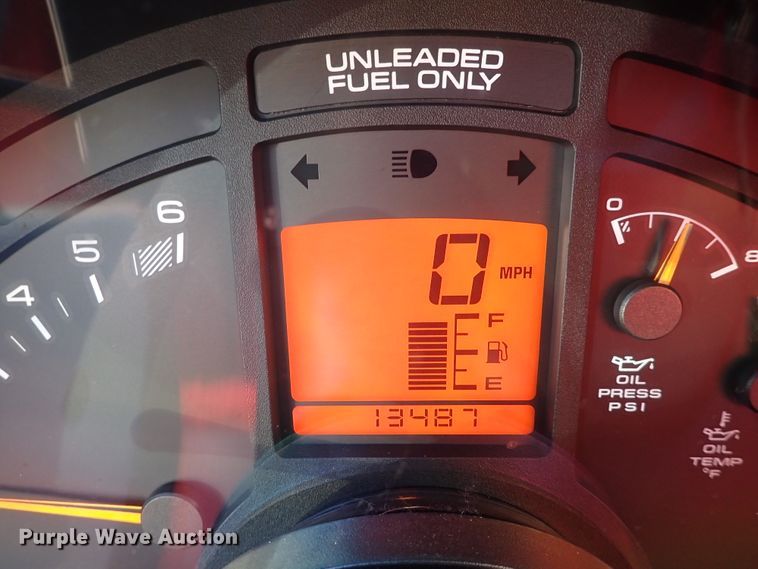 UNLEADED
FUEL ONLY
6
5
4
0
MPH
F
E
13487
0
8
OIL
PRESS
PSI
OIL
TEMP
°F
Purple Wave Auction